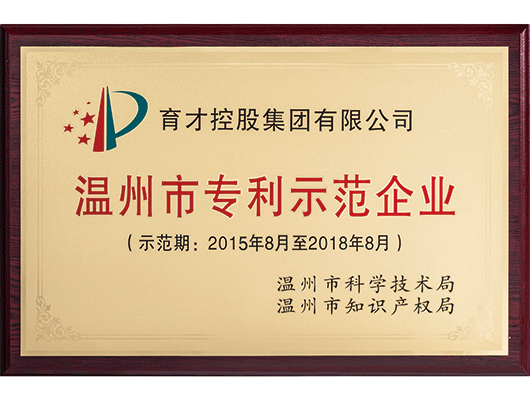 育才控股集团有限公司
温州市专利示范企业
（示范期：2015年8月至2018年8月）
温州市科学技术局
温州市知识产权局